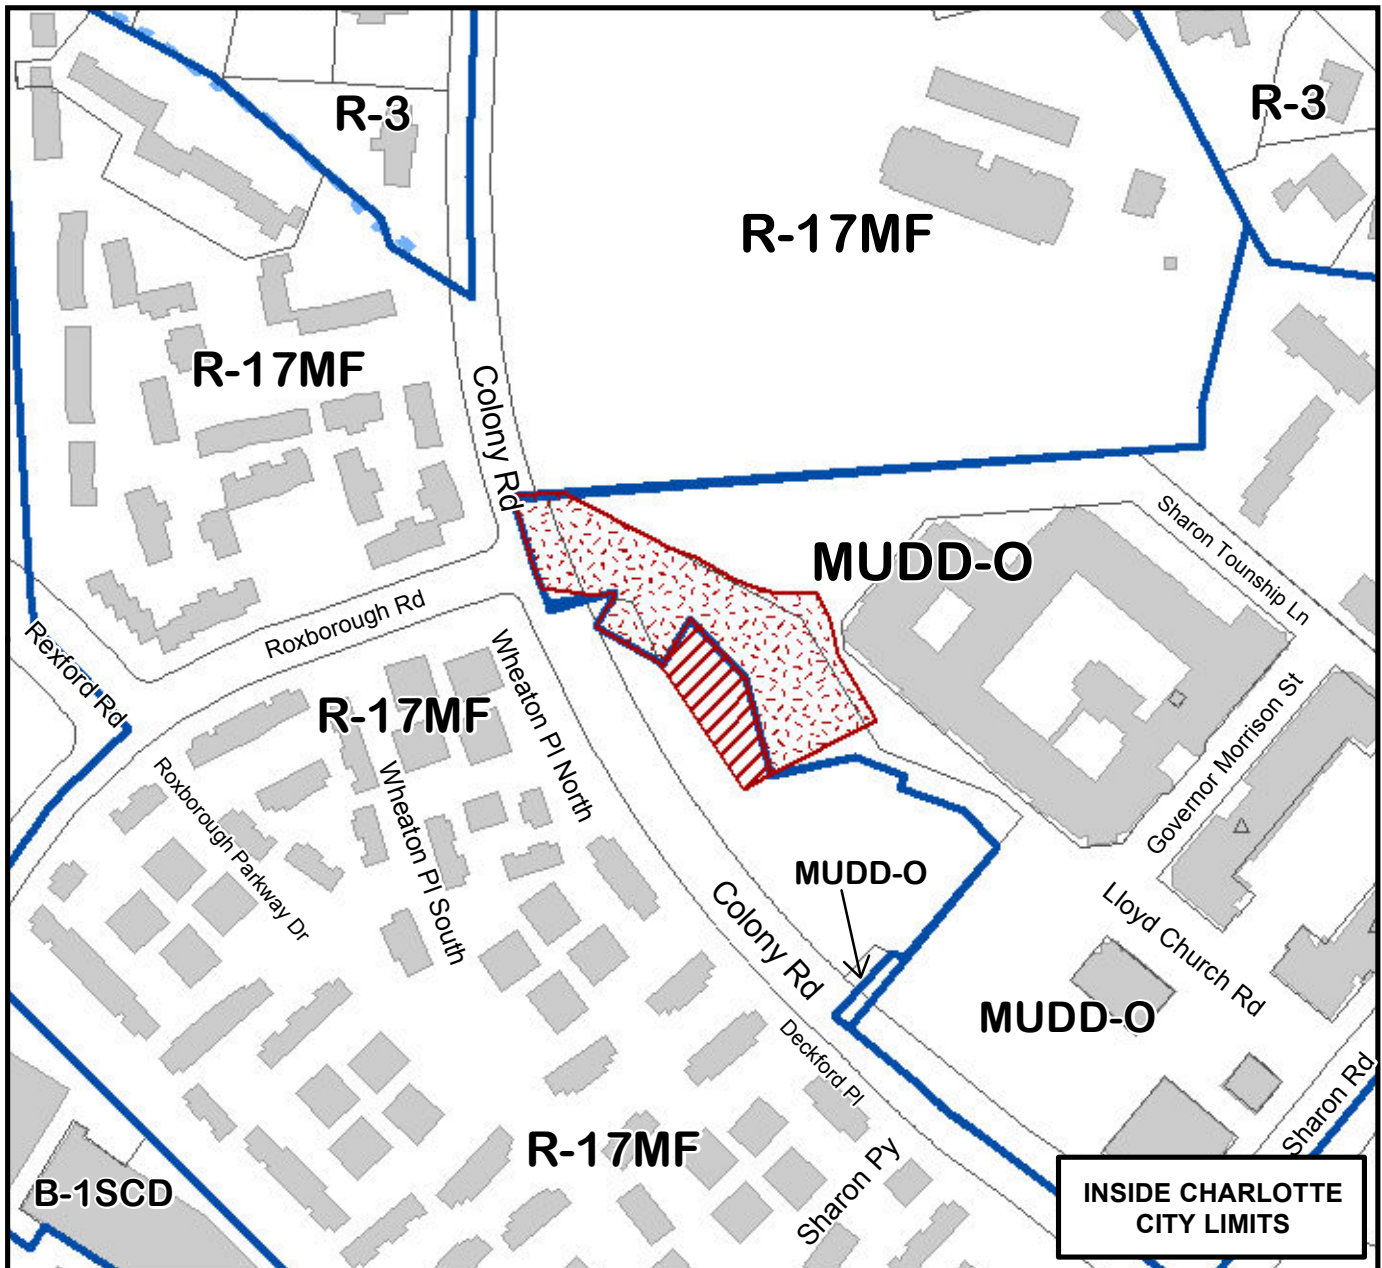 R-3
R-3
R-17MF
R-17MF
Colony Rd
Sharon Township Ln
MUDD-O
Roxborough Rd
Rexford Rd
Wheaton Pl North
R-17MF
Governor Morrison St
Roxborough Parkway Dr
Wheaton Pl South
MUDD-O
Colony Rd
Lloyd Church Rd
MUDD-O
Deckford Pl
Sharon Rd
R-17MF
Sharon Py
B-1SCD
INSIDE CHARLOTTE
CITY LIMITS